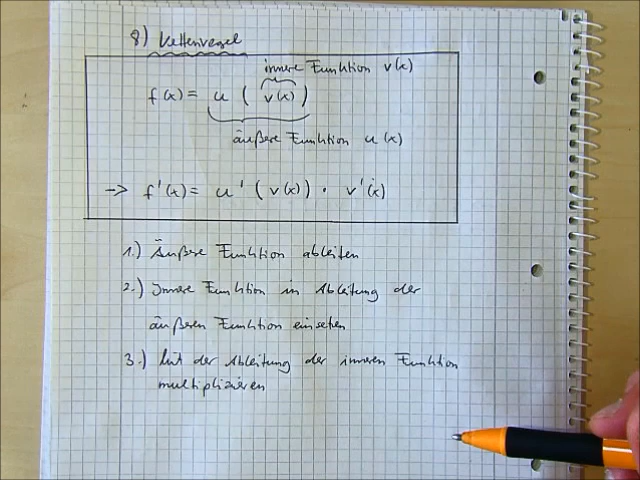 8) Kettenregel
innere Funktion v(x)
f(x) = u ( v(x) )
äußere Funktion u(x)
-> f'(x) = u' ( v(x) ) · v'(x)
1.) Äußere Funktion ableiten
2.) Innere Funktion in Ableitung der
äußeren Funktion einsetzen
3.) Mit der Ableitung der inneren Funktion
multiplizieren